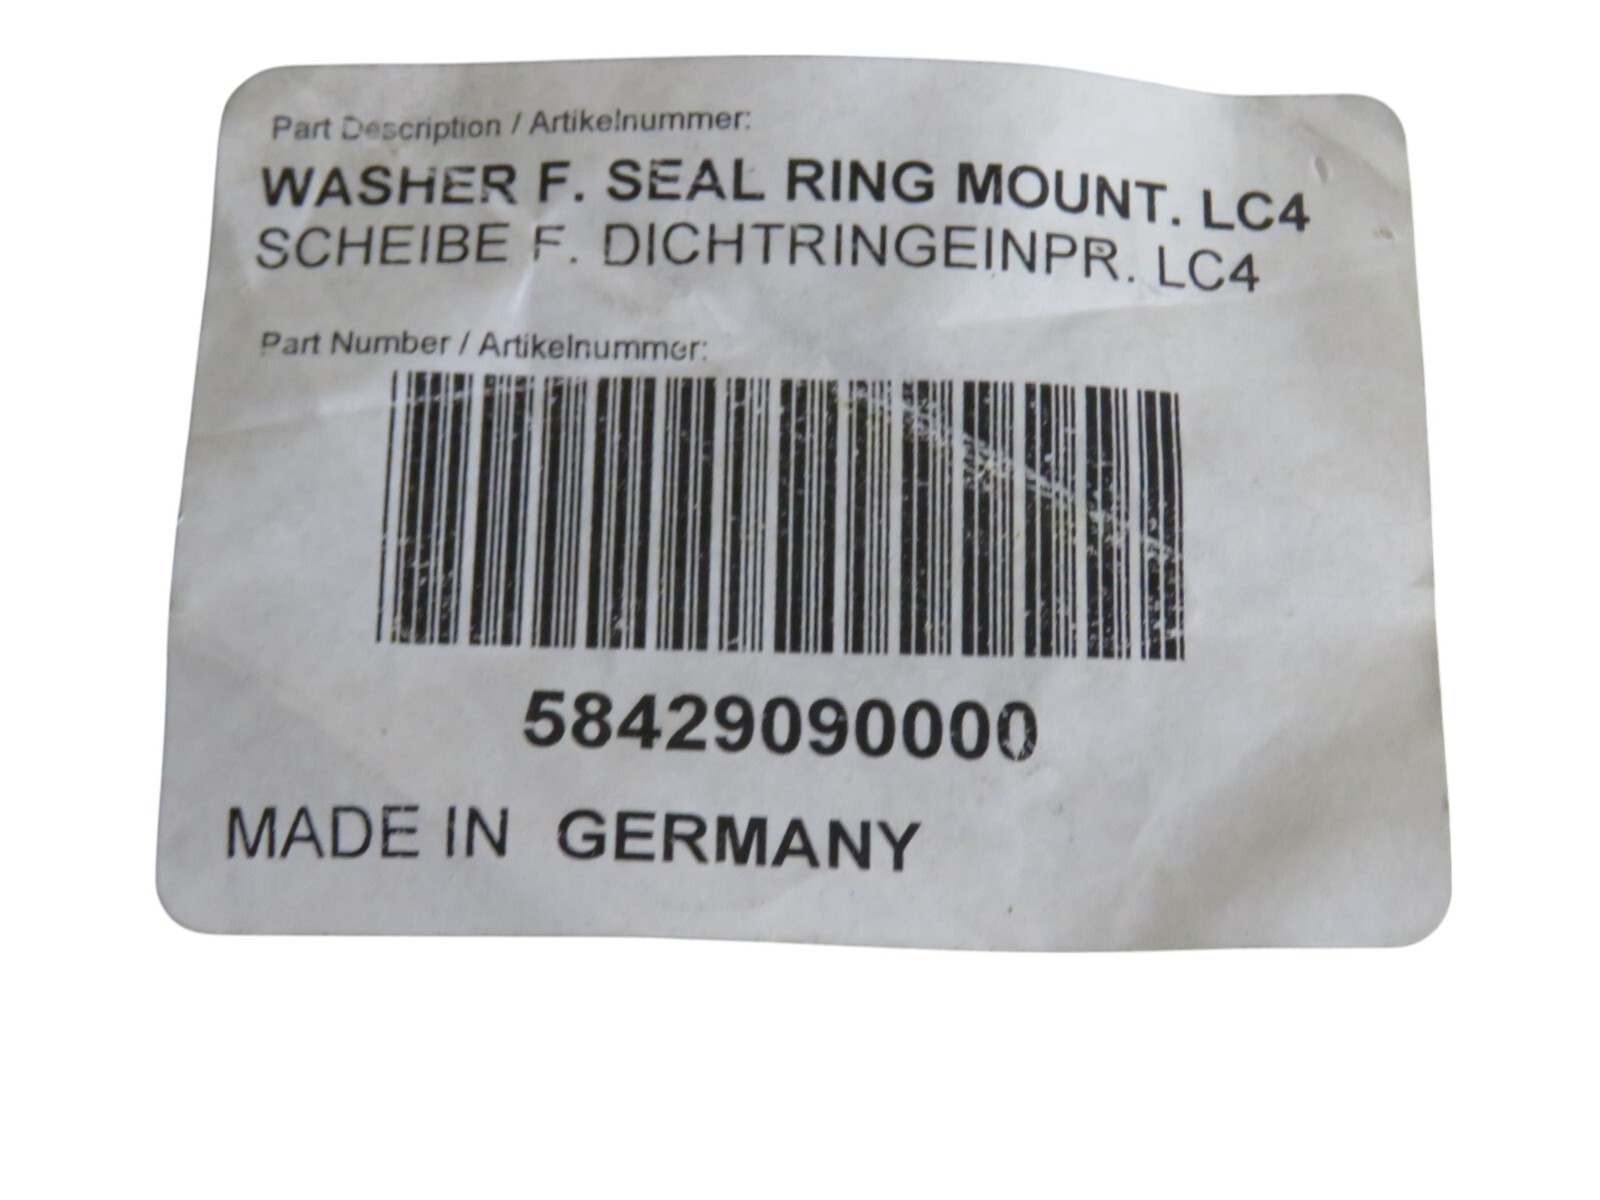 Part Description / Artikelnummer:
WASHER F. SEAL RING MOUNT. LC4
SCHEIBE F. DICHTRINGEINPR. LC4
Part Number / Artikelnummer:
58429090000
MADE IN GERMANY